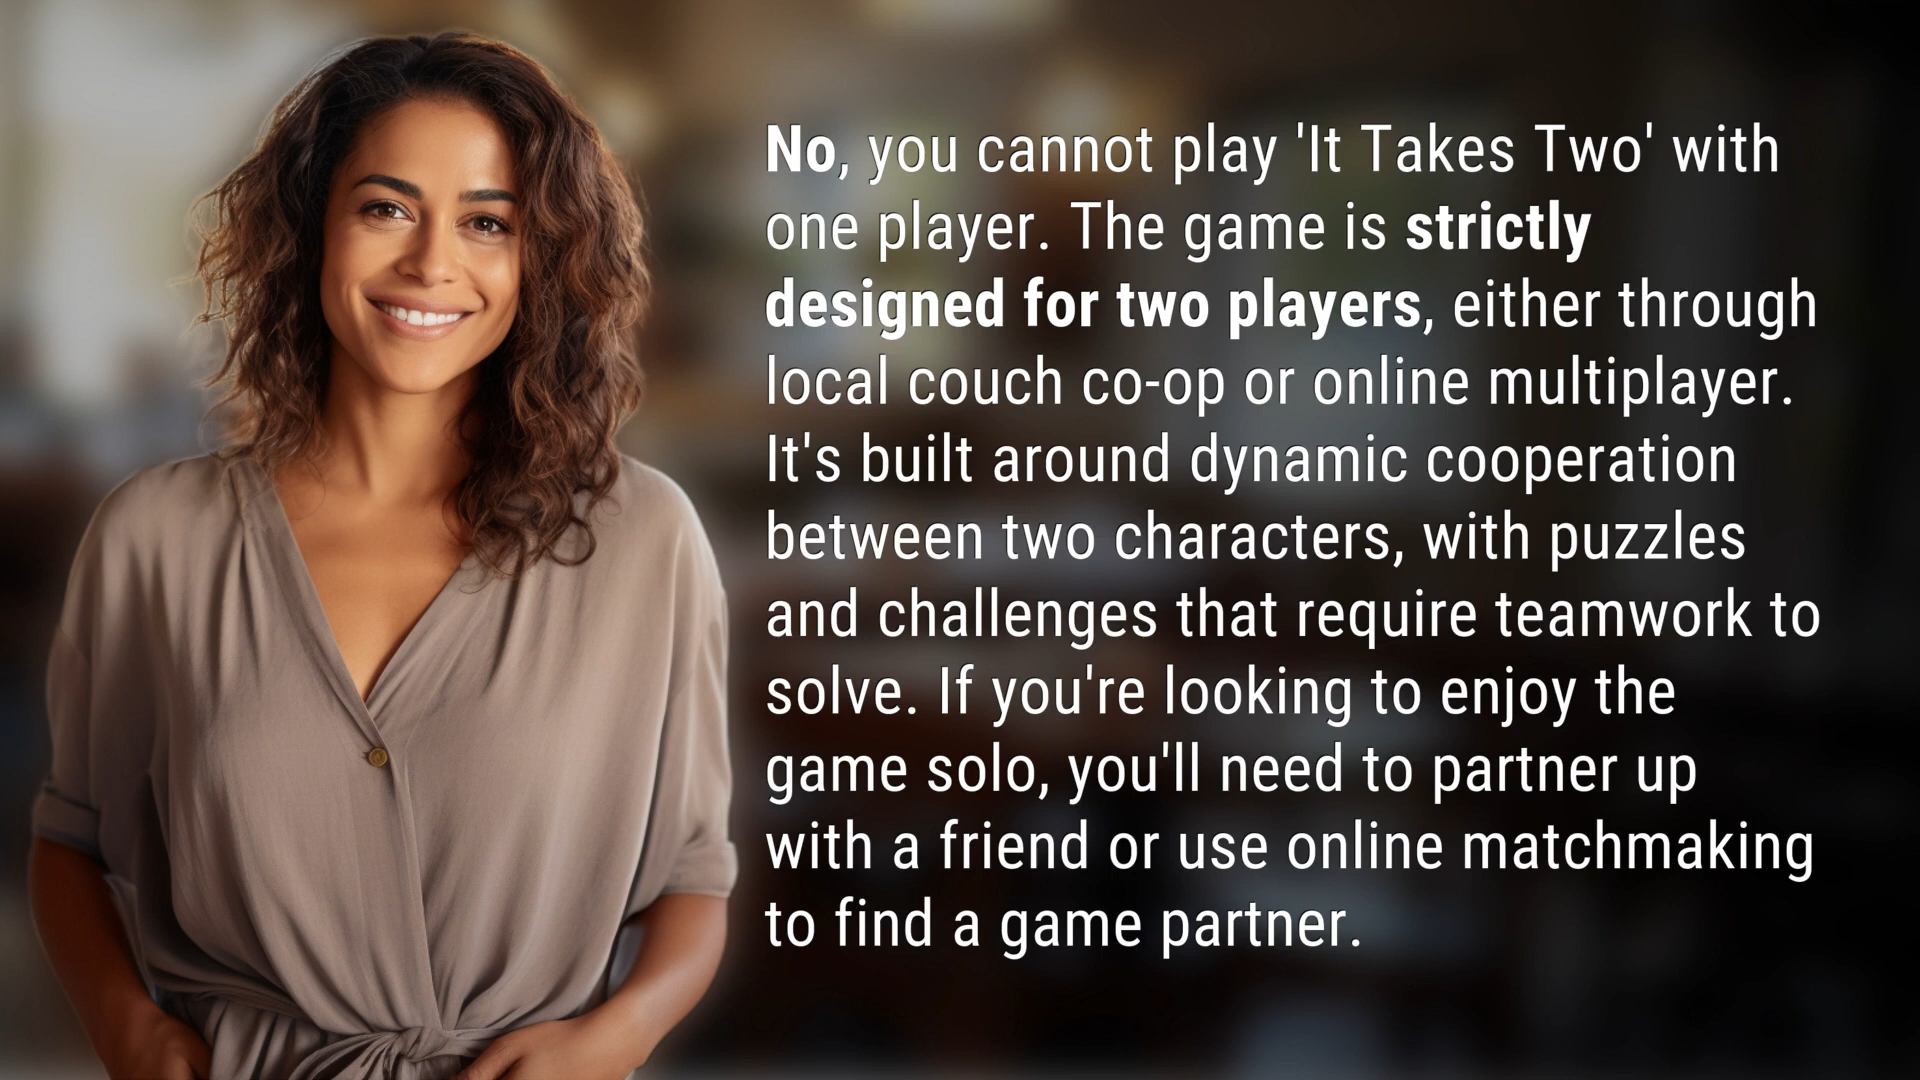 No, you cannot play 'It Takes Two' with
one player. The game is strictly
designed for two players, either through
local couch co-op or online multiplayer.
It's built around dynamic cooperation
between two characters, with puzzles
and challenges that require teamwork to
solve. If you're looking to enjoy the
game solo, you'll need to partner up
with a friend or use online matchmaking
to find a game partner.